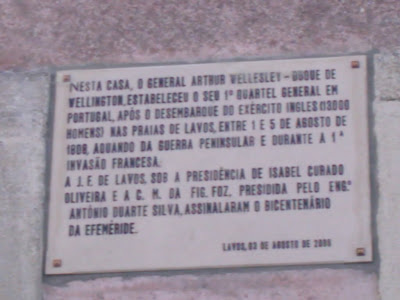 NESTA CASA, O GENERAL ARTHUR WELLESLEY - DUQUE DE
WELLINGTON, ESTABELECEU O SEU 1º QUARTEL GENERAL EM
PORTUGAL, APÓS O DESEMBARQUE DO EXÉRCITO INGLES (13000
HOMENS) NAS PRAIAS DE LAVOS, ENTRE 1 E 5 DE AGOSTO DE
1808, AQUANDO DA GUERRA PENINSULAR E DURANTE A 1ª
INVASÃO FRANCESA.
A J. F. DE LAVOS, SOB A PRESIDÊNCIA DE ISABEL CURADO
OLIVEIRA E A C. M. DA FIG. FOZ, PRESIDIDA PELO ENGº
ANTÓNIO DUARTE SILVA, ASSINALARAM O BICENTENÁRIO
DA EFEMÉRIDE.
LAVOS, 03 DE AGOSTO DE